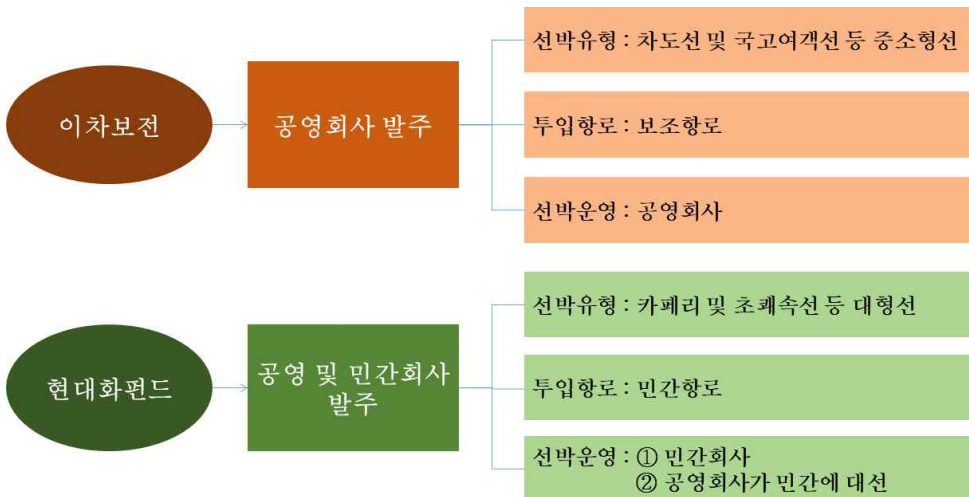 이차보전
공영회사 발주
선박유형 : 차도선 및 국고여객선 등 중소형선
투입항로 : 보조항로
선박운영 : 공영회사
현대화펀드
공영 및 민간회사
발주
선박유형 : 카페리 및 초쾌속선 등 대형선
투입항로 : 민간항로
선박운영 : ① 민간회사
② 공영회사가 민간에 대선